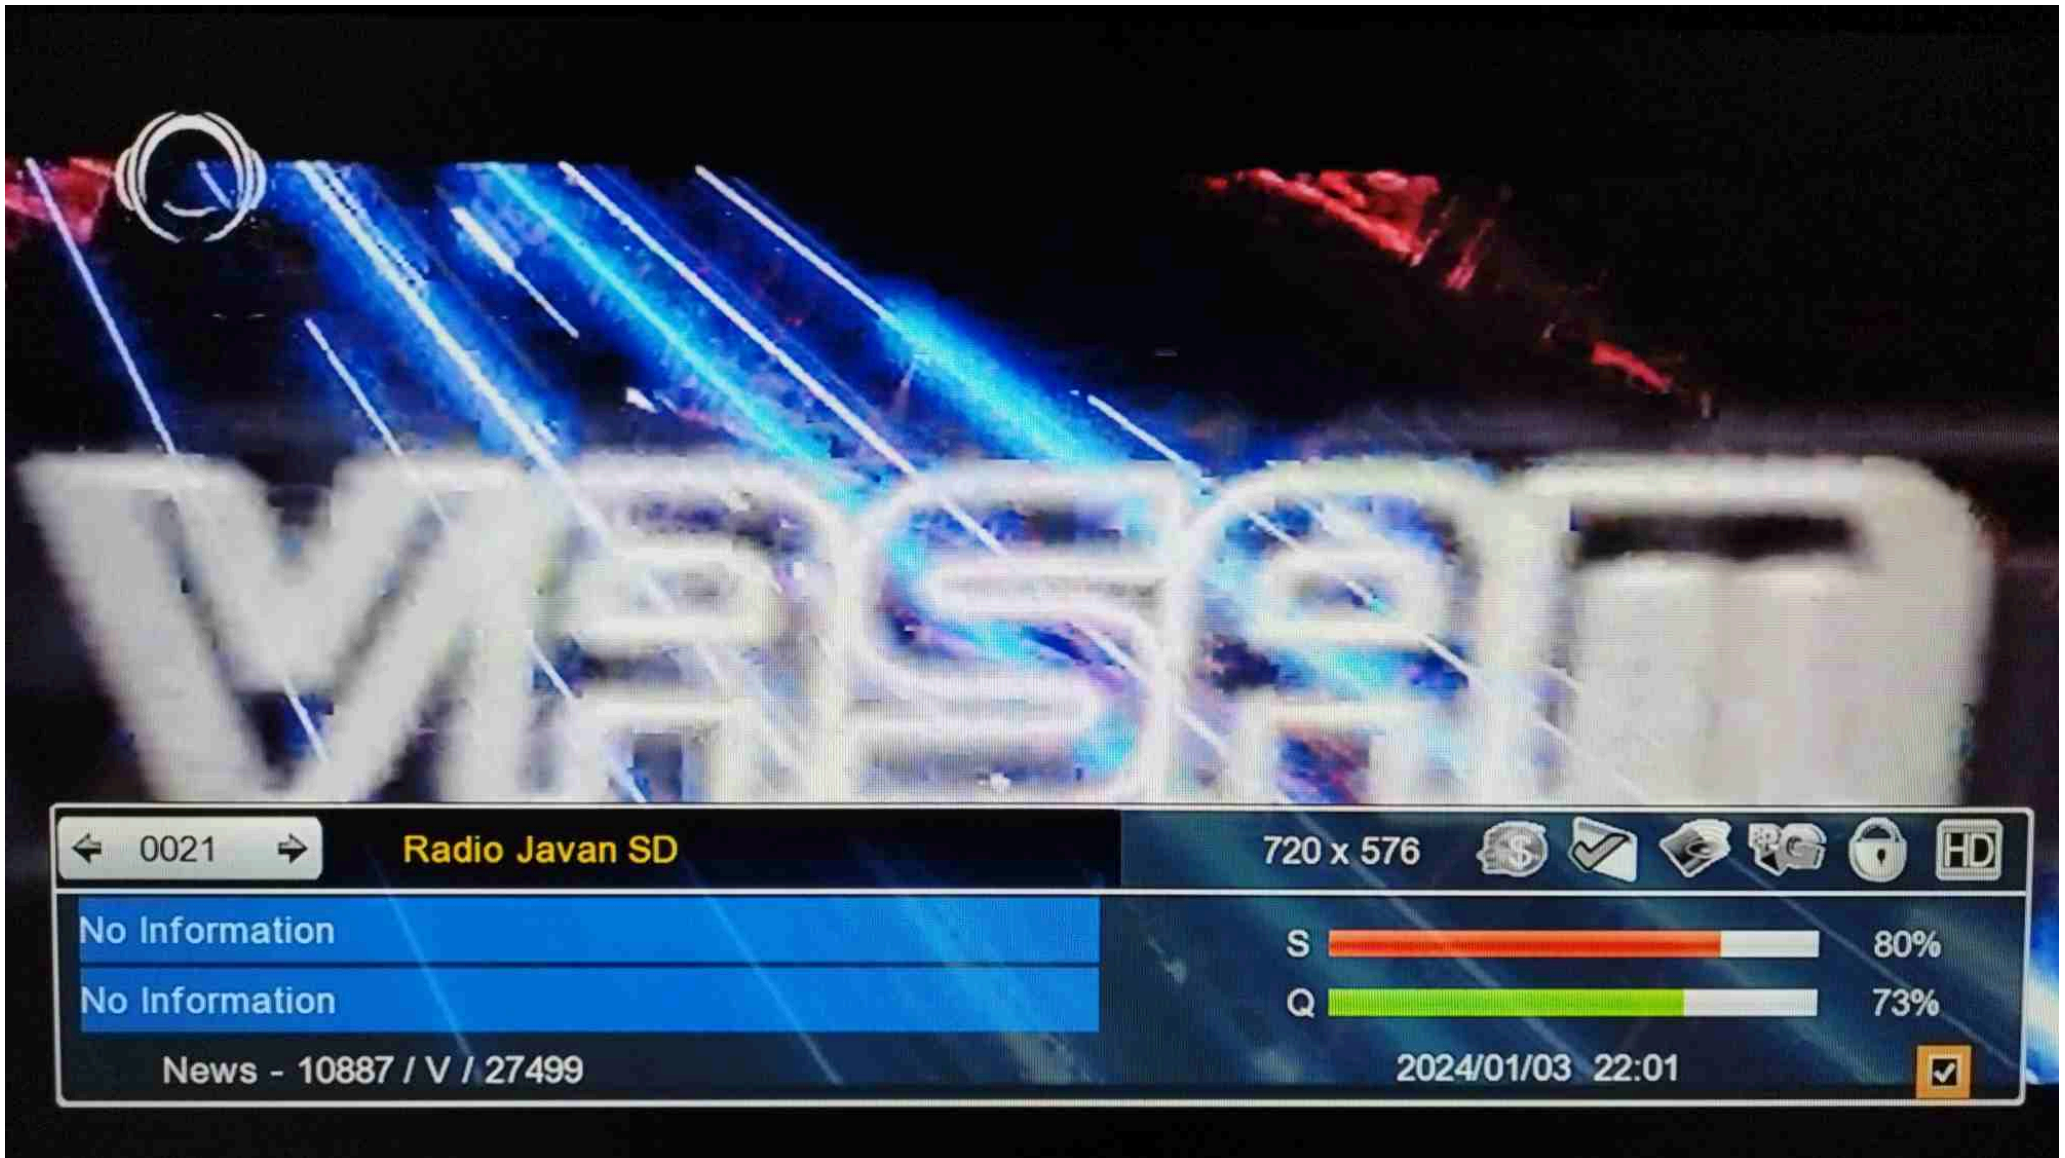 0021
Radio Javan SD
720 x 576
HD
No Information
No Information
S 80%
Q 73%
News - 10887 / V / 27499
2024/01/03 22:01